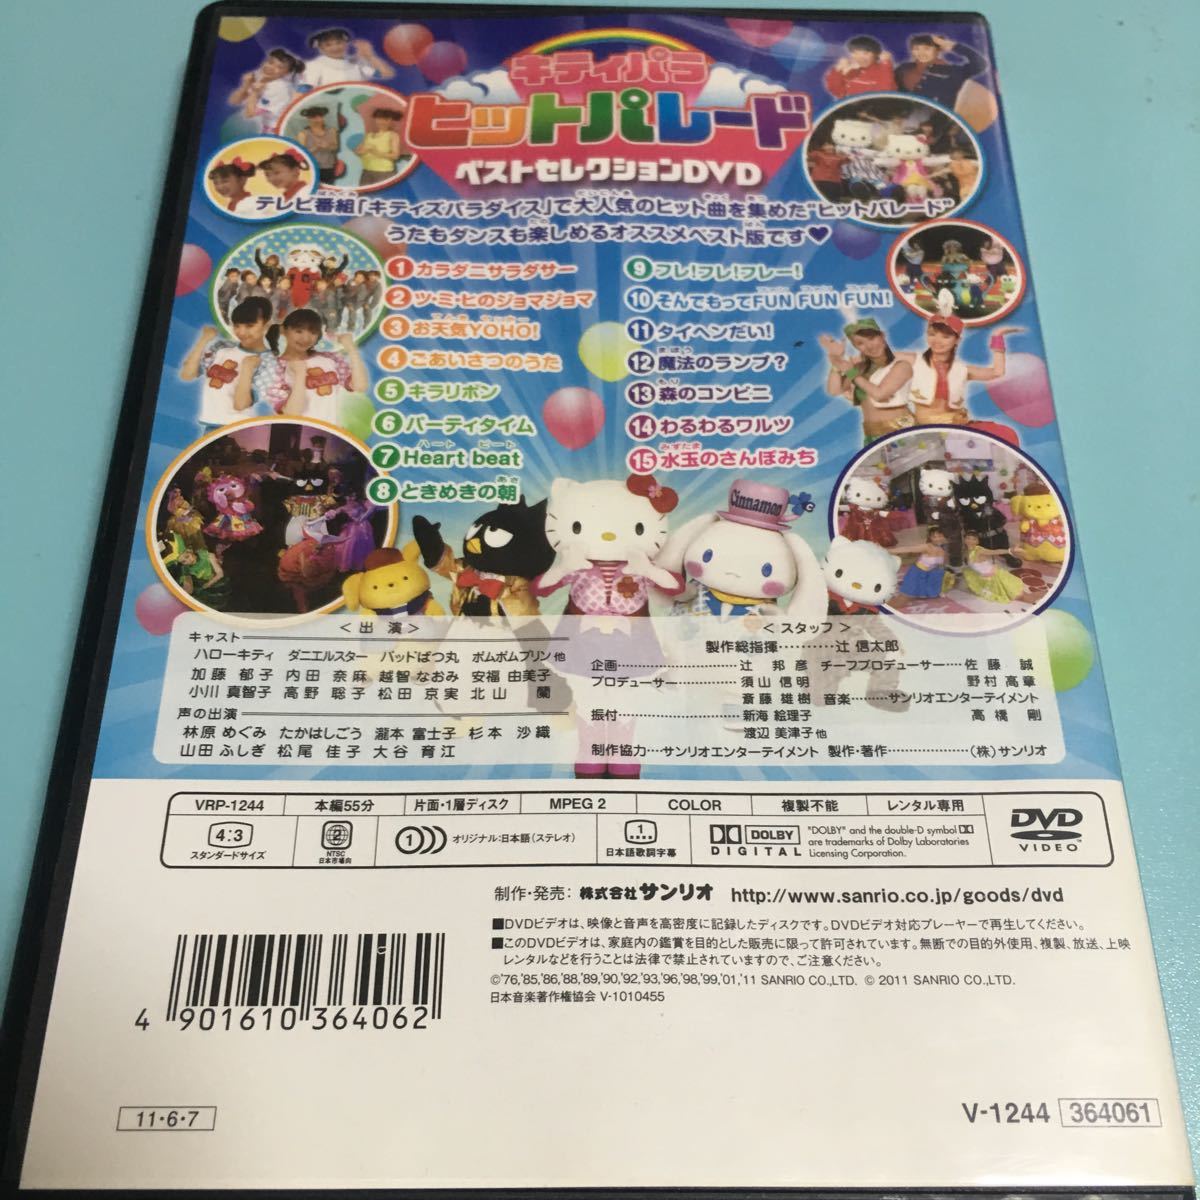 キティパラ
ヒットパレード
ベストセレクションDVD
テレビ番組「キティズパラダイス」で大人気のヒット曲を集めた"ヒットパレード"
うたもダンスも楽しめるオススメベスト版です♥
1 カラダニサラダサー
2 ツ・ミ・ヒのジョマジョマ
3 お天気YOHO!
4 ごあいさつのうた
5 キラリボン
6 パーティタイム
ハート ビート
7 Heart beat
8 ときめきの朝
9 フレ!フレ!フレー!
10 そんでもってFUN FUN FUN!
11 タイヘンだい!
12 魔法のランプ?
13 森のコンビニ
14 わるわるワルツ
15 水玉のさんぽみち
Cinnamon
<出 演>
キャスト
ハローキティ ダニエルスター バッドばつ丸 ポムポムプリン 他
加藤 郁子 内田 奈麻 越智 なおみ 安福 由美子
小川 真智子 高野 聡子 松田 京実 北山 蘭
声の出演
林原 めぐみ たかはしごう 瀧本 富士子 杉本 沙織
山田 ふしぎ 松尾 佳子 大谷 育江
<スタッフ>
製作総指揮………辻 信太郎
企画…………辻 邦彦 チーフプロデューサー……佐藤 誠
プロデューサー………須山 信明 野村 高章
斎藤 雄樹 音楽………サンリオエンターテイメント
振付…………新海 絵理子 高橋 剛
渡辺 美津子 他
制作協力…サンリオエンターテイメント 製作・著作………(株)サンリオ
VRP-1244 本編55分 片面・1層ディスク MPEG 2 COLOR 複製不能 レンタル専用
4:3 スタンダードサイズ
2 NTSC 日本市場向
1 オリジナル:日本語(ステレオ)
1 日本語歌詞字幕
DOLBY DIGITAL
"DOLBY" and the double-D symbol are trademarks of Dolby Laboratories Licensing Corporation.
DVD VIDEO™
制作・発売: 株式会社サンリオ http://www.sanrio.co.jp/goods/dvd
■DVDビデオは、映像と音声を高密度に記録したディスクです。DVDビデオ対応プレーヤーで再生してください。
■このDVDビデオは、家庭内の鑑賞を目的とした販売に限って許可されています。無断での目的外使用、複製、放送、上映
レンタルなどを行うことは法律で禁止されていますので、ご注意ください。
©'76,'85,'86,'88,'89,'90,'92,'93,'96,'98,'99,'01,'11 SANRIO CO.,LTD. © 2011 SANRIO CO.,LTD.
日本音楽著作権協会 V-1010455
4 901610 364062
11・6・7
V-1244 364061